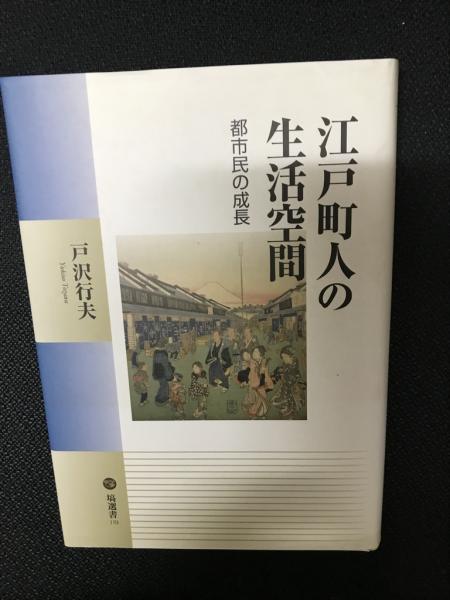 江戸町人の
生活空間
都市民の成長
戸沢行夫
Yukio Tozawa
塙選書